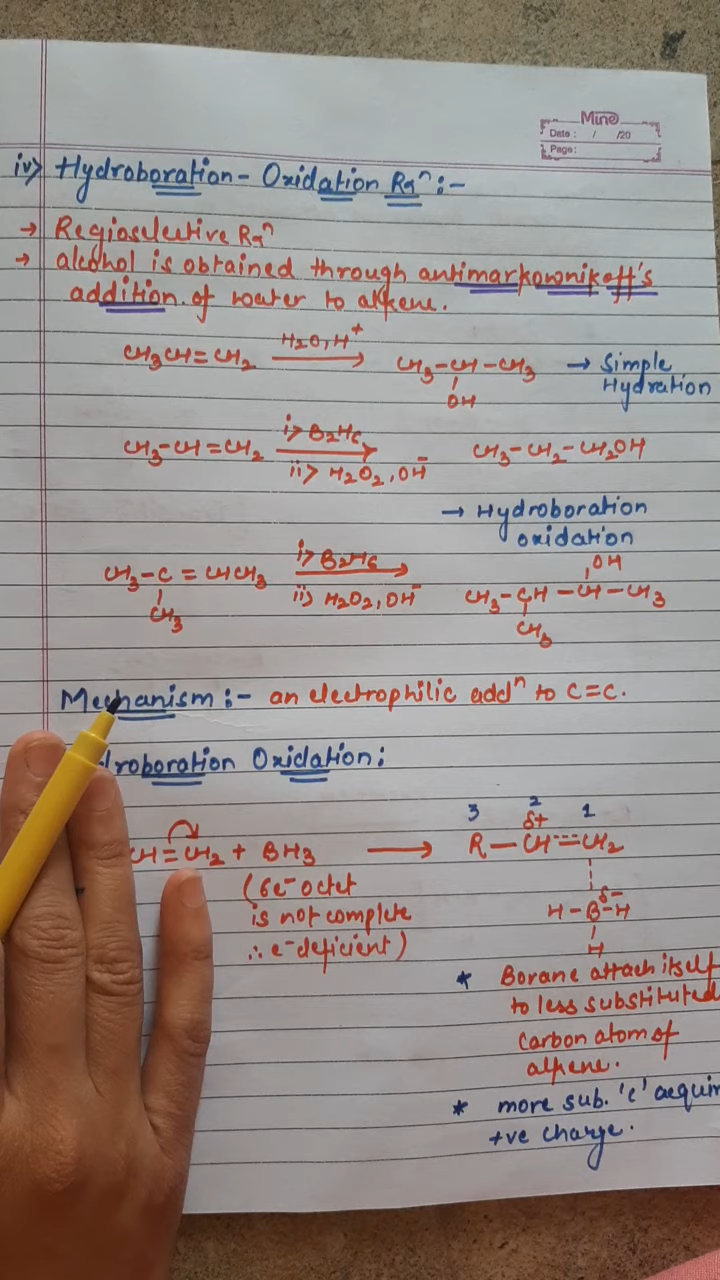 Mine
Date : / /20
Page:
iv> Hydroboration - Oxidation Rxⁿ :-
→ Regioselective Rxⁿ
→ alcohol is obtained through antimarkownikoff's
addition of water to alkene.
CH3CH=CH2 H2O, H⁺ → CH3-CH-CH3 → Simple
OH Hydration
CH3-CH=CH2 i> B2H6 → CH3-CH2-CH2OH
ii> H2O2, OH⁻
→ Hydroboration
oxidation
OH
CH3-C=CHCH3 i> B2H6 → CH3-CH-CH-CH3
ii> H2O2, OH⁻
CH3 CH3
Mechanism :- an electrophilic addⁿ to C=C.
droboration Oxidation:
3 2 1
δ+
CH=CH2 + BH3 → R-CH==CH2
(6e⁻ octet
is not complete
∴ e⁻deficient)
δ-
H-B-H
H
* Borane attach itself
to less substituted
carbon atom of
alkene.
* more sub. 'c' acquir
+ve charge.